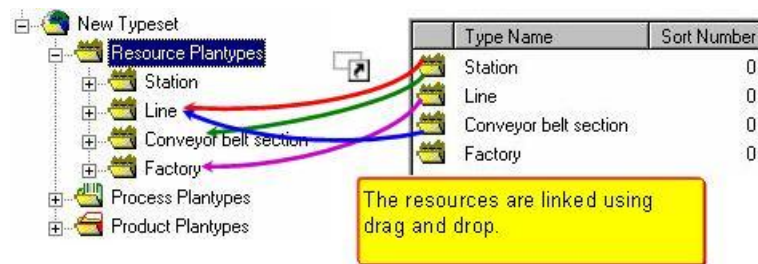 New Typeset
Resource Plantypes
Station
Line
Conveyor belt section
Factory
Process Plantypes
Product Plantypes
Type Name Sort Number
Station 0
Line 0
Conveyor belt section 0
Factory 0
The resources are linked using
drag and drop.